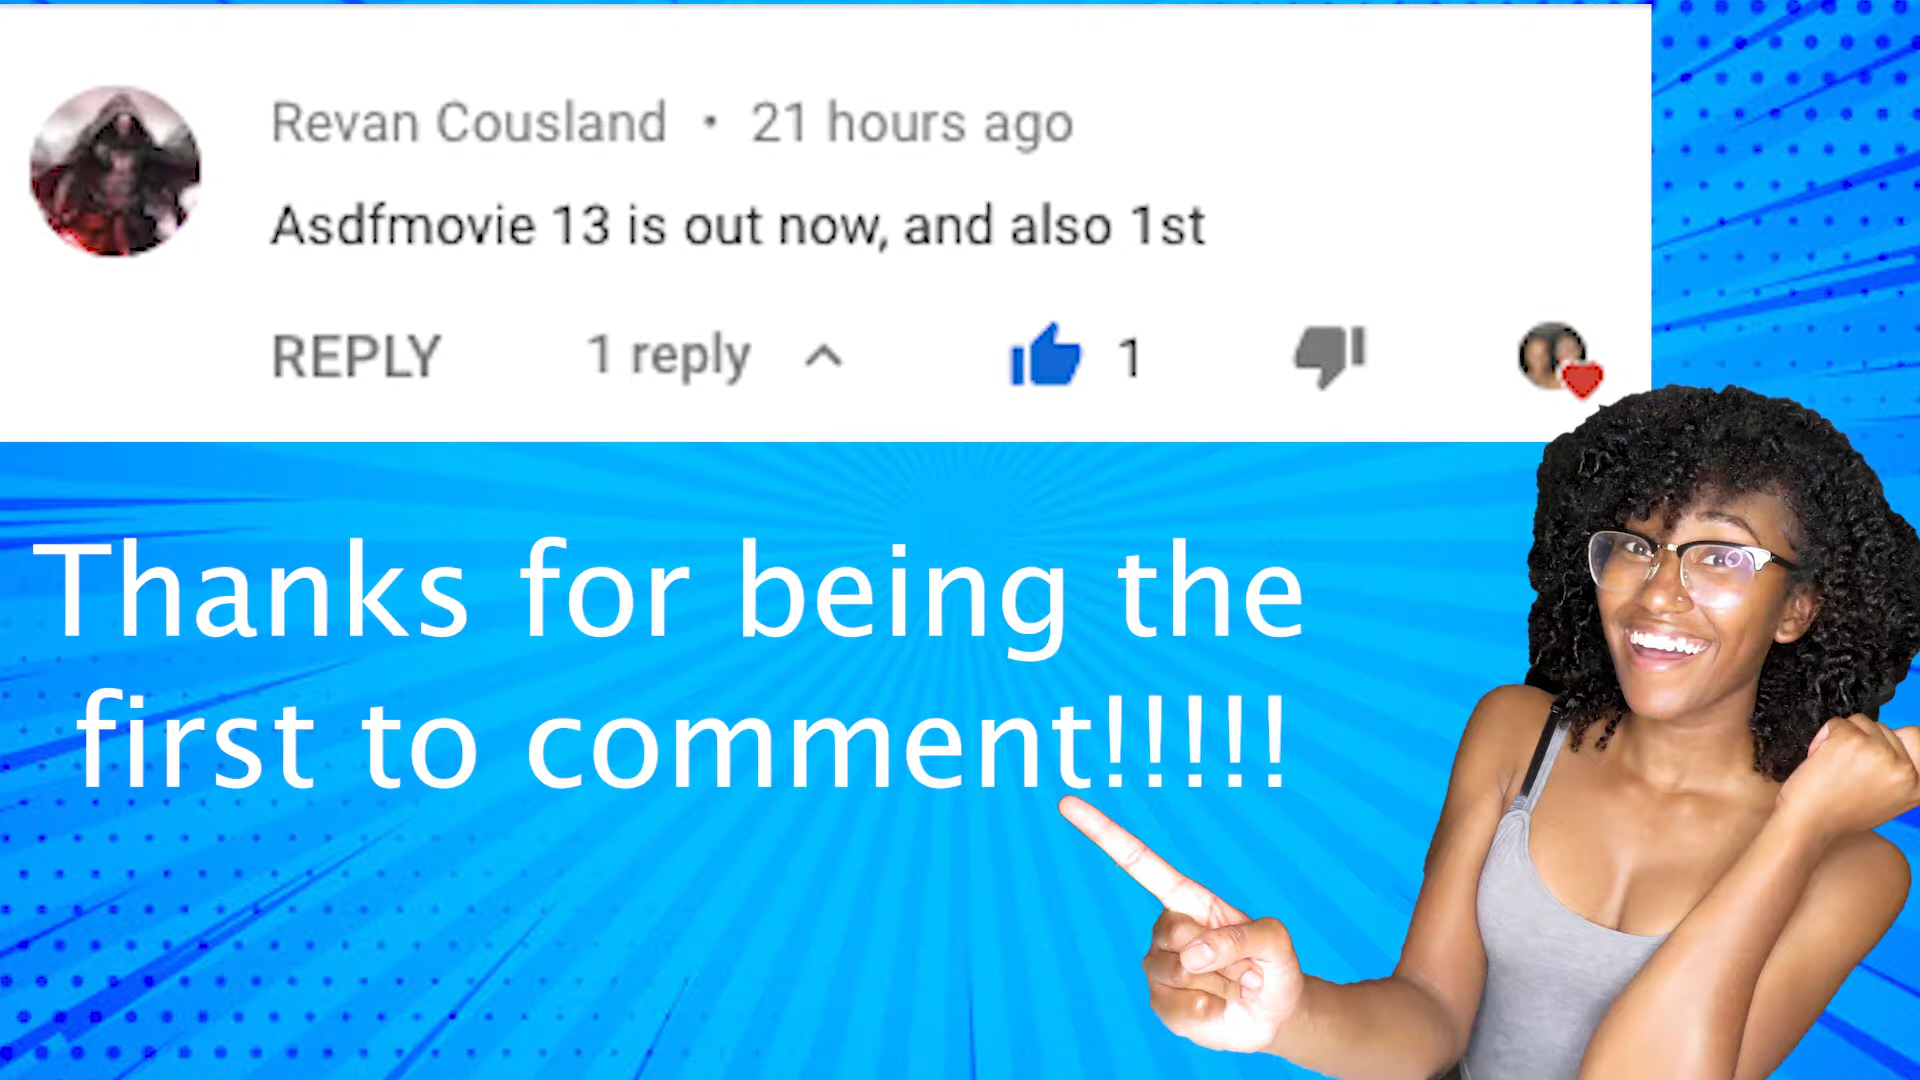 Revan Cousland • 21 hours ago
Asdfmovie 13 is out now, and also 1st
REPLY 1 reply 1
Thanks for being the
first to comment!!!!!